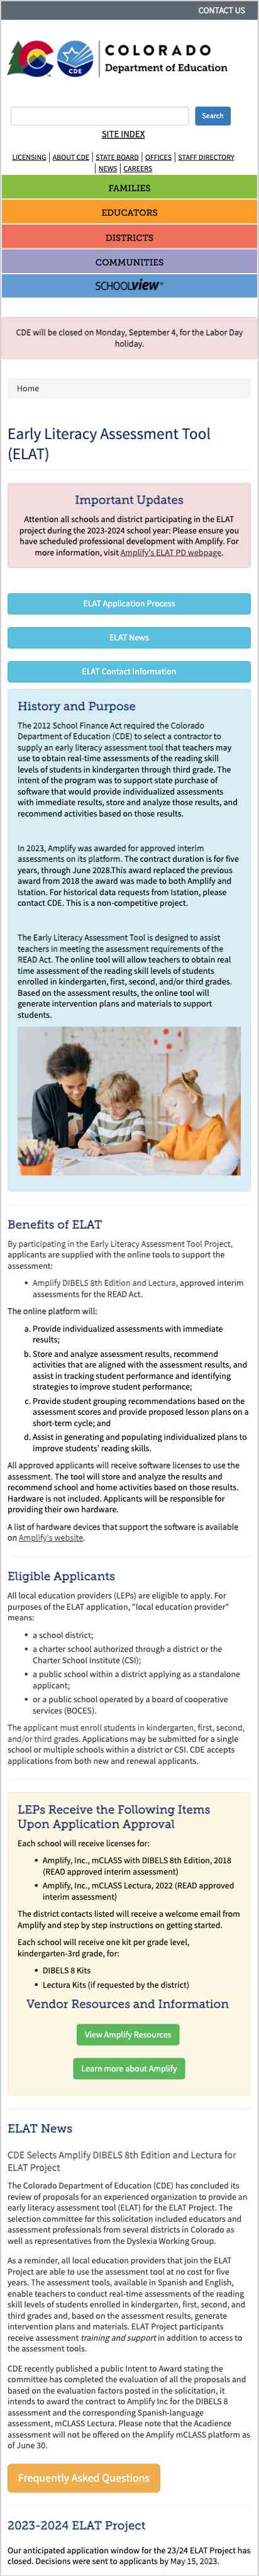 CONTACT US
COLORADO
Department of Education
CDE
Search
SITE INDEX
LICENSING | ABOUT CDE | STATE BOARD | OFFICES | STAFF DIRECTORY
| NEWS | CAREERS
FAMILIES
EDUCATORS
DISTRICTS
COMMUNITIES
SCHOOLVIEW®
CDE will be closed on Monday, September 4, for the Labor Day
holiday.
Home
Early Literacy Assessment Tool
(ELAT)
Important Updates
Attention all schools and district participating in the ELAT
project during the 2023-2024 school year: Please ensure you
have scheduled professional development with Amplify. For
more information, visit Amplify's ELAT PD webpage.
ELAT Application Process
ELAT News
ELAT Contact Information
History and Purpose
The 2012 School Finance Act required the Colorado
Department of Education (CDE) to select a contractor to
supply an early literacy assessment tool that teachers may
use to obtain real-time assessments of the reading skill
levels of students in kindergarten through third grade. The
intent of the program was to support state purchase of
software that would provide individualized assessments
with immediate results, store and analyze those results, and
recommend activities based on those results.
In 2023, Amplify was awarded for approved interim
assessments on its platform. The contract duration is for five
years, through June 2028.This award replaced the previous
award from 2018 the award was made to both Amplify and
Istation. For historical data requests from Istation, please
contact CDE. This is a non-competitive project.
The Early Literacy Assessment Tool is designed to assist
teachers in meeting the assessment requirements of the
READ Act. The online tool will allow teachers to obtain real
time assessment of the reading skill levels of students
enrolled in kindergarten, first, second, and/or third grades.
Based on the assessment results, the online tool will
generate intervention plans and materials to support
students.
Benefits of ELAT
By participating in the Early Literacy Assessment Tool Project,
applicants are supplied with the online tools to support the
assessment:
• Amplify DIBELS 8th Edition and Lectura, approved interim
assessments for the READ Act.
The online platform will:
a. Provide individualized assessments with immediate
results;
b. Store and analyze assessment results, recommend
activities that are aligned with the assessment results, and
assist in tracking student performance and identifying
strategies to improve student performance;
c. Provide student grouping recommendations based on the
assessment scores and provide proposed lesson plans on a
short-term cycle; and
d. Assist in generating and populating individualized plans to
improve students' reading skills.
All approved applicants will receive software licenses to use the
assessment. The tool will store and analyze the results and
recommend school and home activities based on those results.
Hardware is not included. Applicants will be responsible for
providing their own hardware.
A list of hardware devices that support the software is available
on Amplify's website.
Eligible Applicants
All local education providers (LEPs) are eligible to apply. For
purposes of the ELAT application, "local education provider"
means:
• a school district;
• a charter school authorized through a district or the
Charter School Institute (CSI);
• a public school within a district applying as a standalone
applicant;
• or a public school operated by a board of cooperative
services (BOCES).
The applicant must enroll students in kindergarten, first, second,
and/or third grades. Applications may be submitted for a single
school or multiple schools within a district or CSI. CDE accepts
applications from both new and renewal applicants.
LEPs Receive the Following Items
Upon Application Approval
Each school will receive licenses for:
• Amplify, Inc., mCLASS with DIBELS 8th Edition, 2018
(READ approved interim assessment)
• Amplify, Inc., mCLASS Lectura, 2022 (READ approved
interim assessment)
The district contacts listed will receive a welcome email from
Amplify and step by step instructions on getting started.
Each school will receive one kit per grade level,
kindergarten-3rd grade, for:
• DIBELS 8 Kits
• Lectura Kits (if requested by the district)
Vendor Resources and Information
View Amplify Resources
Learn more about Amplify
ELAT News
CDE Selects Amplify DIBELS 8th Edition and Lectura for
ELAT Project
The Colorado Department of Education (CDE) has concluded its
review of proposals for an experienced organization to provide an
early literacy assessment tool (ELAT) for the ELAT Project. The
selection committee for this solicitation included educators and
assessment professionals from several districts in Colorado as
well as representatives from the Dyslexia Working Group.
As a reminder, all local education providers that join the ELAT
Project are able to use the assessment tool at no cost for five
years. The assessment tools, available in Spanish and English,
enable teachers to conduct real-time assessments of the reading
skill levels of students enrolled in kindergarten, first, second, and
third grades and, based on the assessment results, generate
intervention plans and materials. ELAT Project participants
receive assessment training and support in addition to access to
the assessment tools.
CDE recently published a public Intent to Award stating the
committee has completed the evaluation of all the proposals and
based on the evaluation factors posted in the solicitation, it
intends to award the contract to Amplify Inc for the DIBELS 8
assessment and the corresponding Spanish-language
assessment, mCLASS Lectura. Please note that the Acadience
assessment will not be offered on the Amplify mCLASS platform as
of June 30.
Frequently Asked Questions
2023-2024 ELAT Project
Our anticipated application window for the 23/24 ELAT Project has
closed. Decisions were sent to applicants by May 15, 2023.